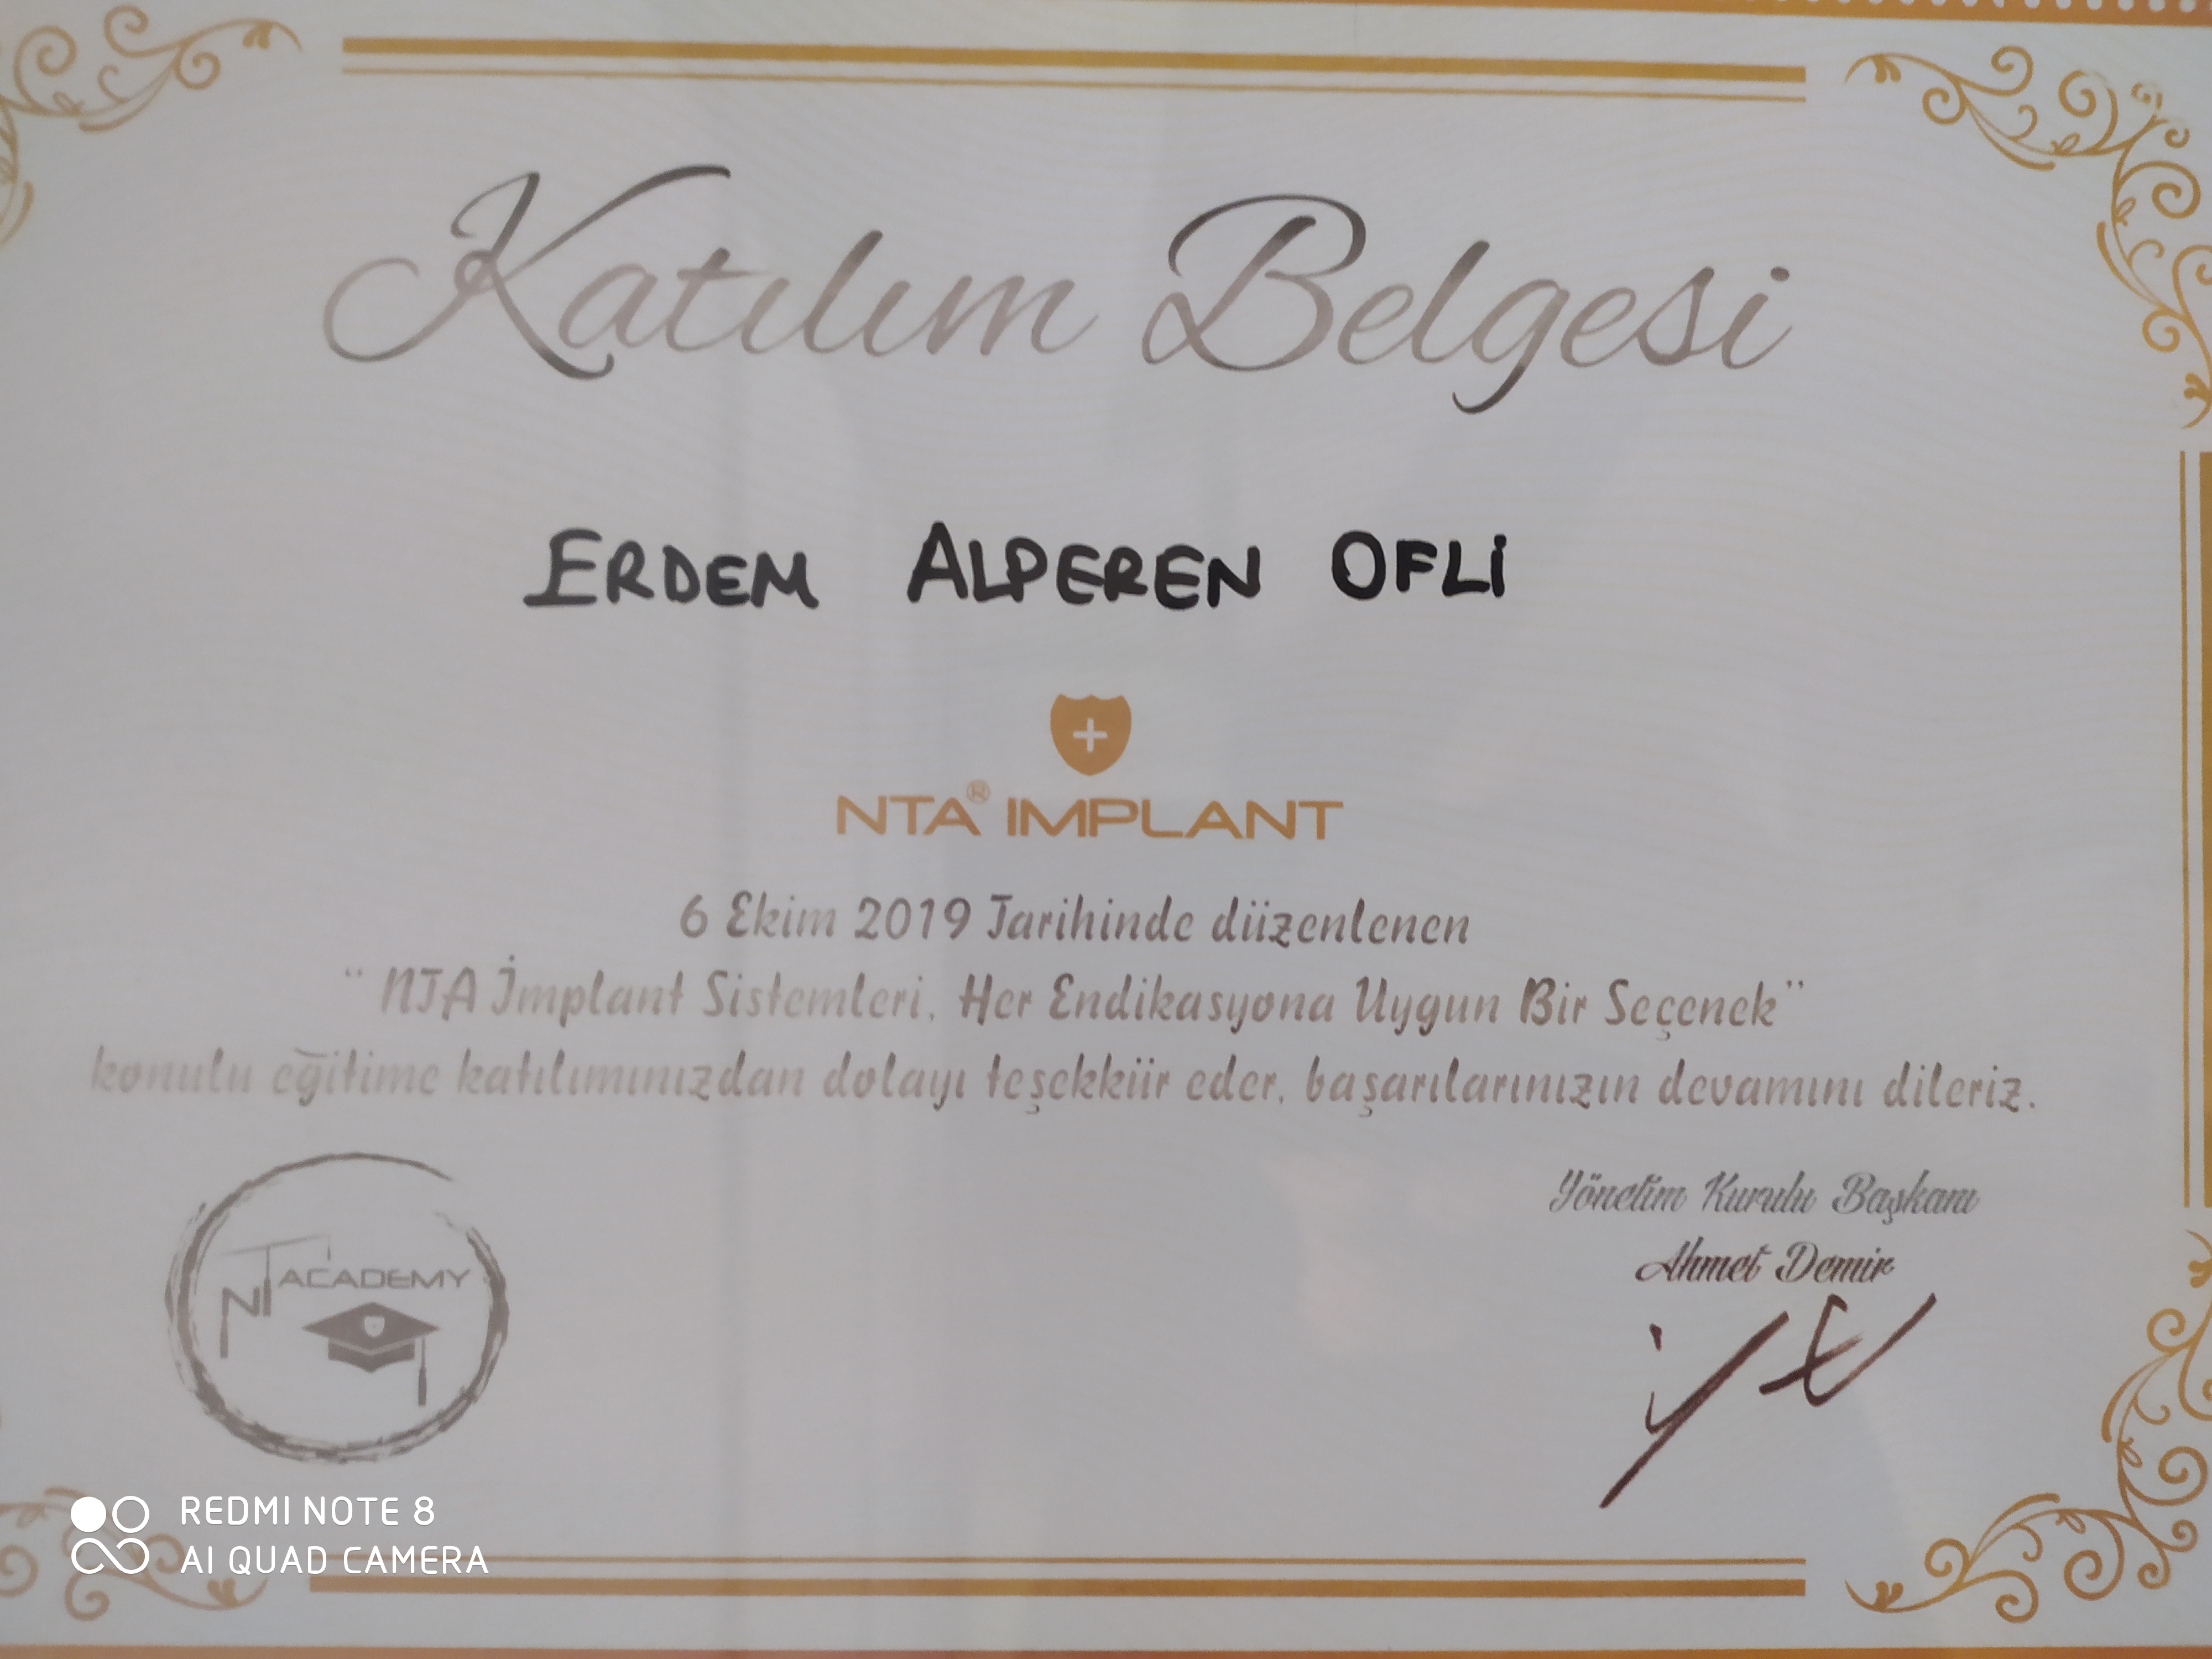 Katılım Belgesi
ERDEM ALPEREN OFLİ
NTA® IMPLANT
6 Ekim 2019 Tarihinde düzenlenen
" NTA İmplant Sistemleri, Her Endikasyona Uygun Bir Seçenek"
konulu eğitime katılımınızdan dolayı teşekkür eder, başarılarınızın devamını dileriz.
Yönetim Kurulu Başkanı
Ahmet Demir
NT ACADEMY
REDMI NOTE 8
AI QUAD CAMERA